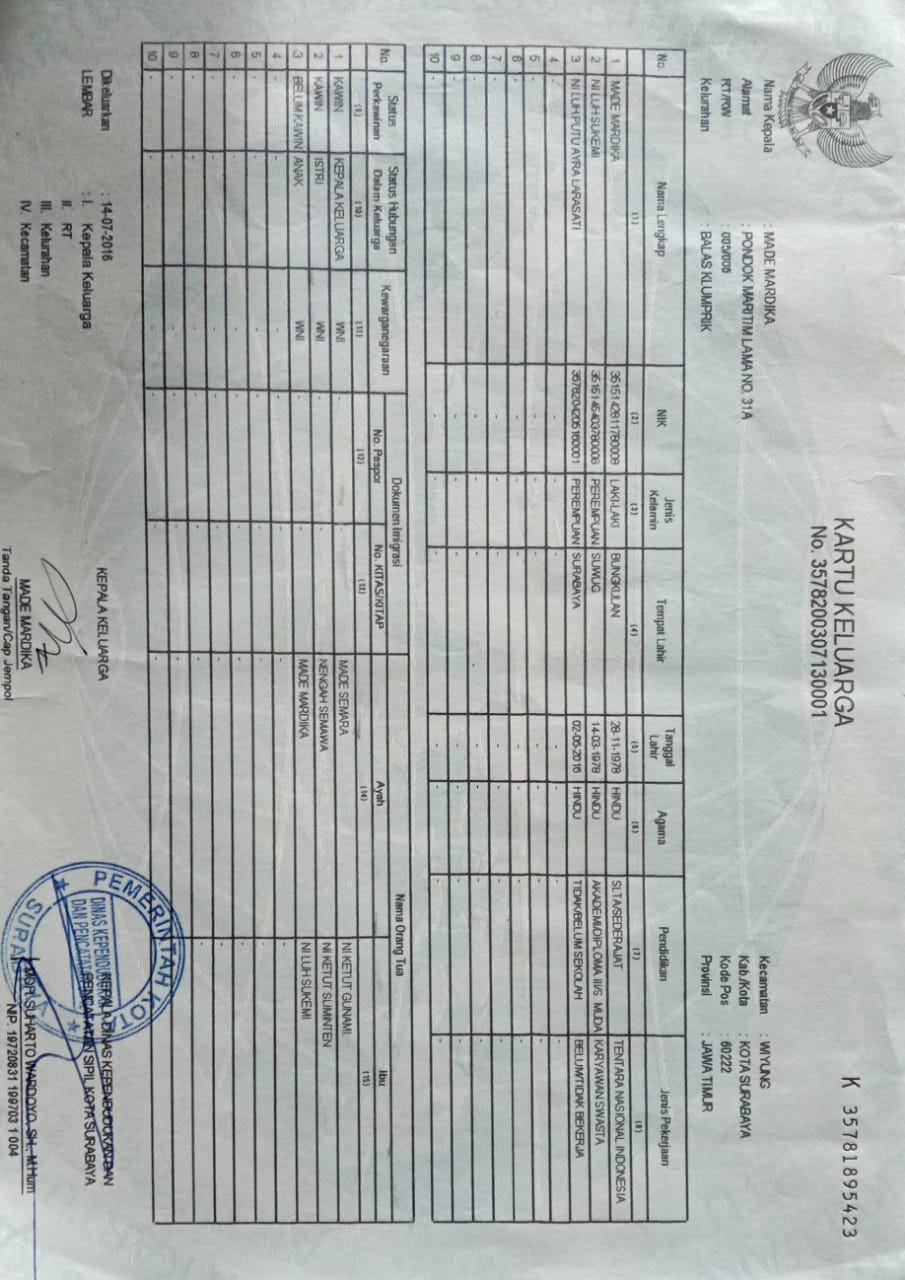 KARTU KELUARGA
No. 3578200307130001
K 35781895423
Nama Kepala : MADE MARDIKA
Alamat : PONDOK MARITIM LAMA NO. 31A
RT/RW : 005/006
Kelurahan : BALAS KLUMPRIK
Kecamatan : WIYUNG
Kab./Kota : KOTA SURABAYA
Kode Pos : 60222
Provinsi : JAWA TIMUR
No. Nama Lengkap NIK Jenis Kelamin Tempat Lahir Tanggal Lahir Agama Pendidikan Jenis Pekerjaan
(1) (2) (3) (4) (5) (6) (7) (8)
1 MADE MARDIKA 3515142811780008 LAKI-LAKI BUNGKULAN 28-11-1978 HINDU SLTA/SEDERAJAT TENTARA NASIONAL INDONESIA
2 NI LUH SUKEMI 3515145403780006 PEREMPUAN SUWUG 14-03-1978 HINDU AKADEMI/DIPLOMA III/S. MUDA KARYAWAN SWASTA
3 NI LUH PUTU AYRA LARASATI 3578204205160001 PEREMPUAN SURABAYA 02-05-2016 HINDU TIDAK/BELUM SEKOLAH BELUM/TIDAK BEKERJA
4 - - - - - - - -
5 - - - - - - - -
6 - - - - - - - -
7 - - - - - - - -
8 - - - - - - - -
9 - - - - - - - -
10 - - - - - - - -
No. Status Perkawinan Status Hubungan Dalam Keluarga Kewarganegaraan Dokumen Imigrasi Nama Orang Tua
No. Paspor No. KITAS/KITAP Ayah Ibu
(9) (10) (11) (12) (13) (14) (15)
1 KAWIN KEPALA KELUARGA WNI - - MADE SEMARA NI KETUT GUNAMI
2 KAWIN ISTRI WNI - - NENGAH SEMAWA NI KETUT SUMINTEN
3 BELUM KAWIN ANAK WNI - - MADE MARDIKA NI LUH SUKEMI
4 - - - - - - -
5 - - - - - - -
6 - - - - - - -
7 - - - - - - -
8 - - - - - - -
9 - - - - - - -
10 - - - - - - -
Dikeluarkan : 14-07-2016
LEMBAR : I. Kepala Keluarga
II. RT
III. Kelurahan
IV. Kecamatan
KEPALA KELUARGA
MADE MARDIKA
Tanda Tangan/Cap Jempol
KEPALA DINAS KEPENDUDUKAN DAN
PENCATATAN SIPIL KOTA SURABAYA
MOH. SUHARTO WARDOYO, SH., M.Hum
NIP. 19720831 199703 1 004
PEMERINTAH KOTA
DINAS KEPENDUDUKAN
DAN PENCATATAN
SURABAYA